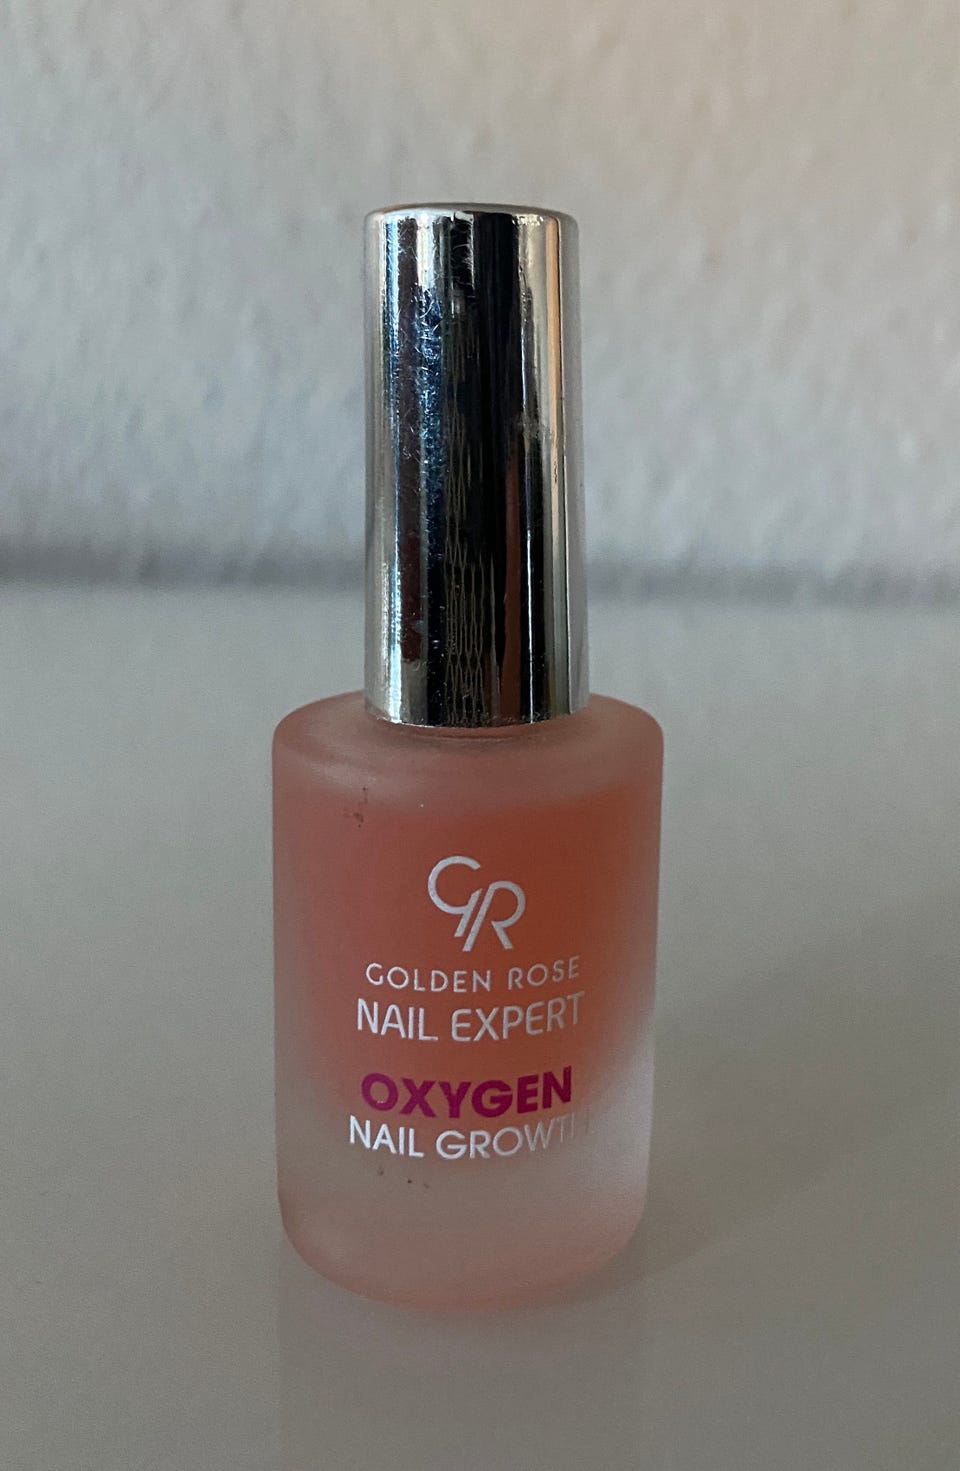 GR
GOLDEN ROSE
NAIL EXPERT
OXYGEN
NAIL GROWTH